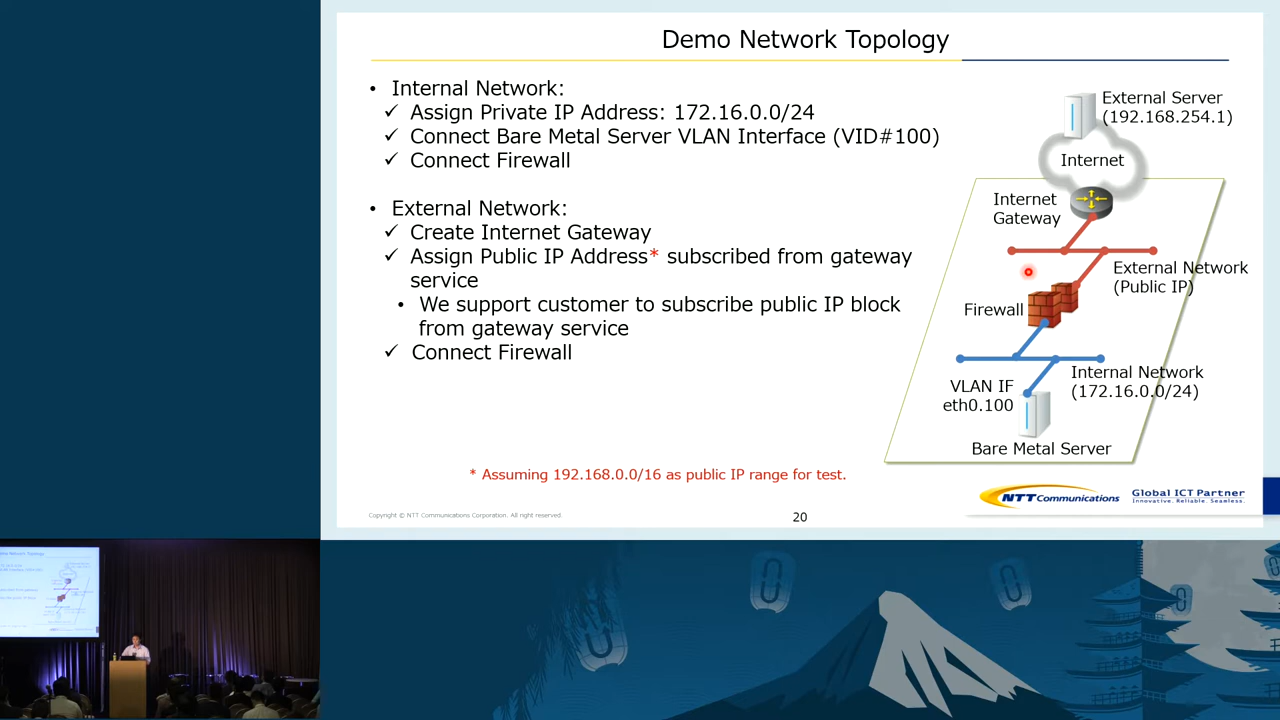 Demo Network Topology
• Internal Network:
✓ Assign Private IP Address: 172.16.0.0/24
✓ Connect Bare Metal Server VLAN Interface (VID#100)
✓ Connect Firewall
• External Network:
✓ Create Internet Gateway
✓ Assign Public IP Address* subscribed from gateway
service
• We support customer to subscribe public IP block
from gateway service
✓ Connect Firewall
* Assuming 192.168.0.0/16 as public IP range for test.
External Server
(192.168.254.1)
Internet
Internet
Gateway
External Network
(Public IP)
Firewall
Internal Network
(172.16.0.0/24)
VLAN IF
eth0.100
Bare Metal Server
NTT Communications
Global ICT Partner
Innovative. Reliable. Seamless.
Copyright © NTT Communications Corporation. All right reserved.
20